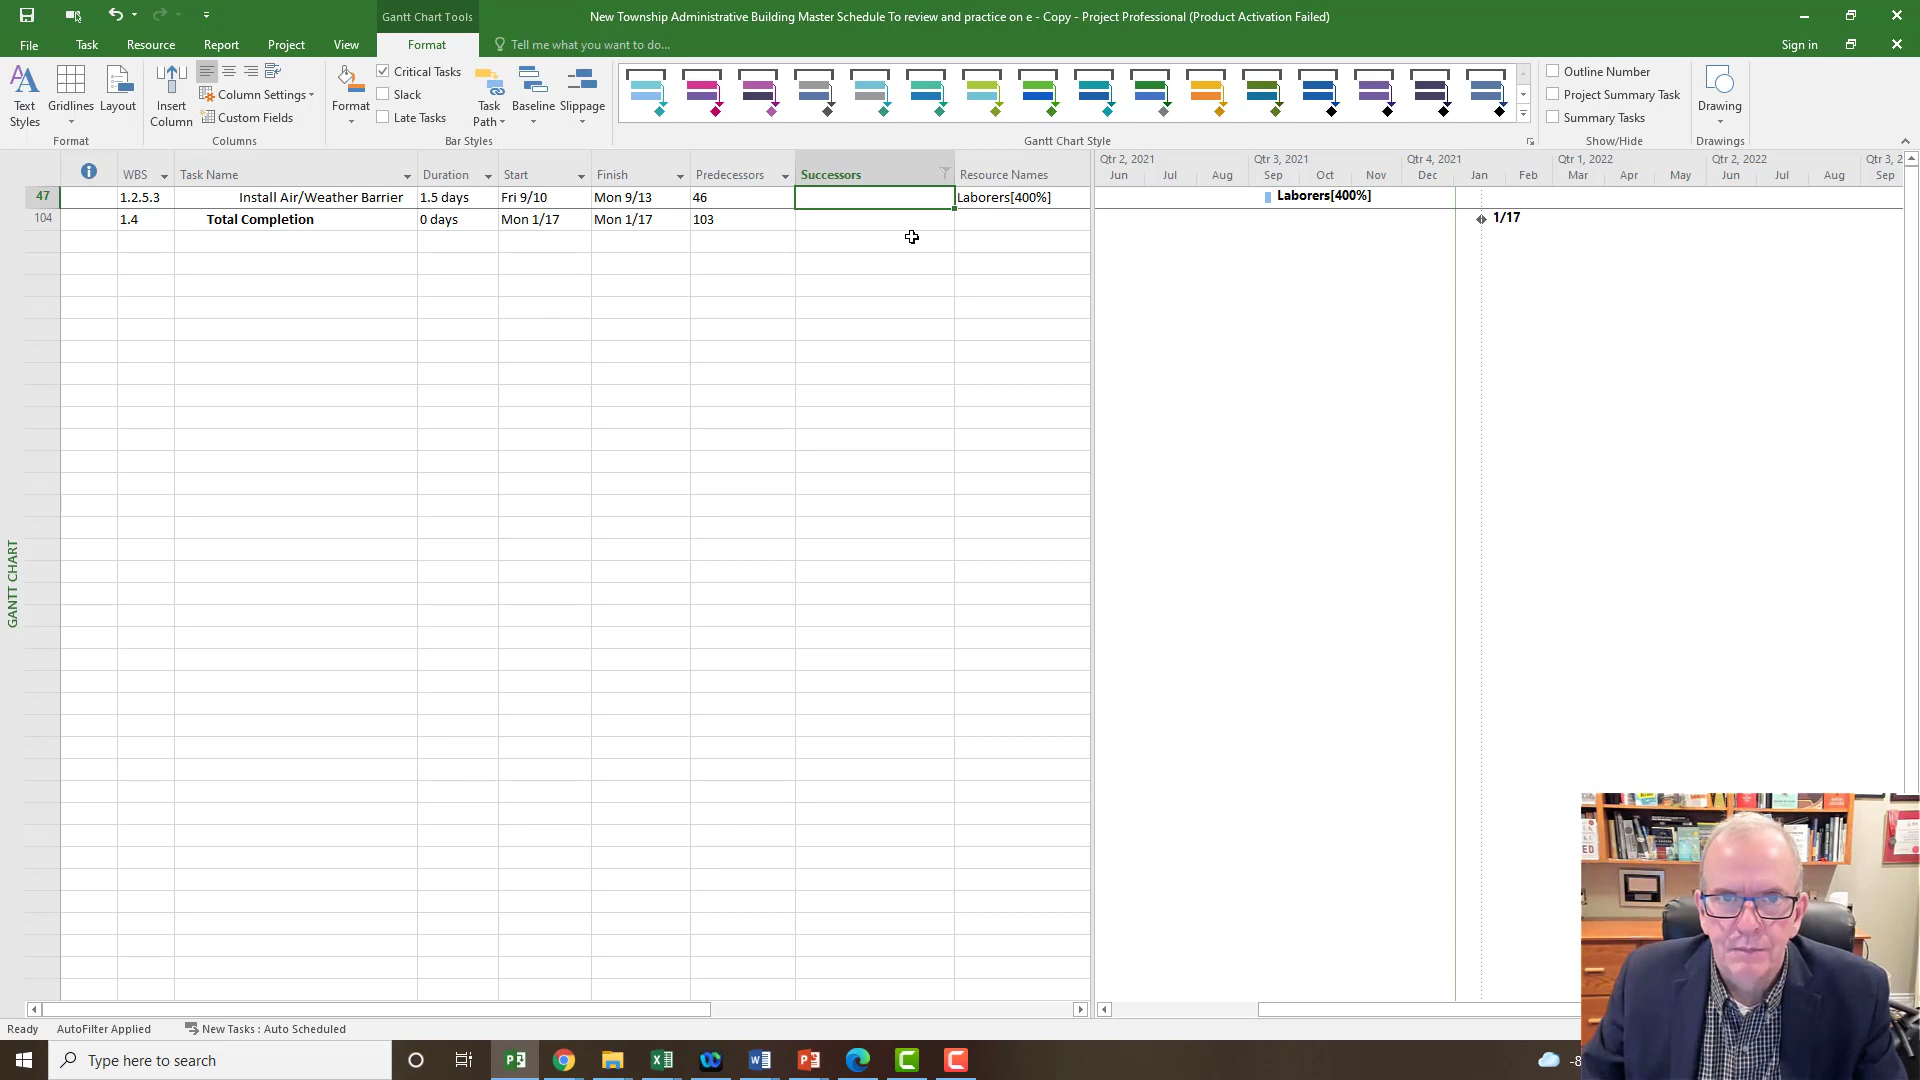 Gantt Chart Tools
New Township Administrative Building Master Schedule To review and practice on e - Copy - Project Professional (Product Activation Failed)
File Task Resource Report Project View Format Tell me what you want to do... Sign in
Text Styles
Gridlines
Layout
Format
Insert Column
Column Settings
Custom Fields
Columns
Format
Critical Tasks
Slack
Late Tasks
Task Path
Baseline
Slippage
Bar Styles
Gantt Chart Style
Outline Number
Project Summary Task
Summary Tasks
Show/Hide
Drawing
Drawings
WBS Task Name Duration Start Finish Predecessors Successors Resource Names
47 1.2.5.3 Install Air/Weather Barrier 1.5 days Fri 9/10 Mon 9/13 46 Laborers[400%]
104 1.4 Total Completion 0 days Mon 1/17 Mon 1/17 103
Qtr 2, 2021 Qtr 3, 2021 Qtr 4, 2021 Qtr 1, 2022 Qtr 2, 2022 Qtr 3, 2
Jun Jul Aug Sep Oct Nov Dec Jan Feb Mar Apr May Jun Jul Aug Sep
Laborers[400%]
1/17
GANTT CHART
Ready AutoFilter Applied New Tasks : Auto Scheduled
Type here to search
-8